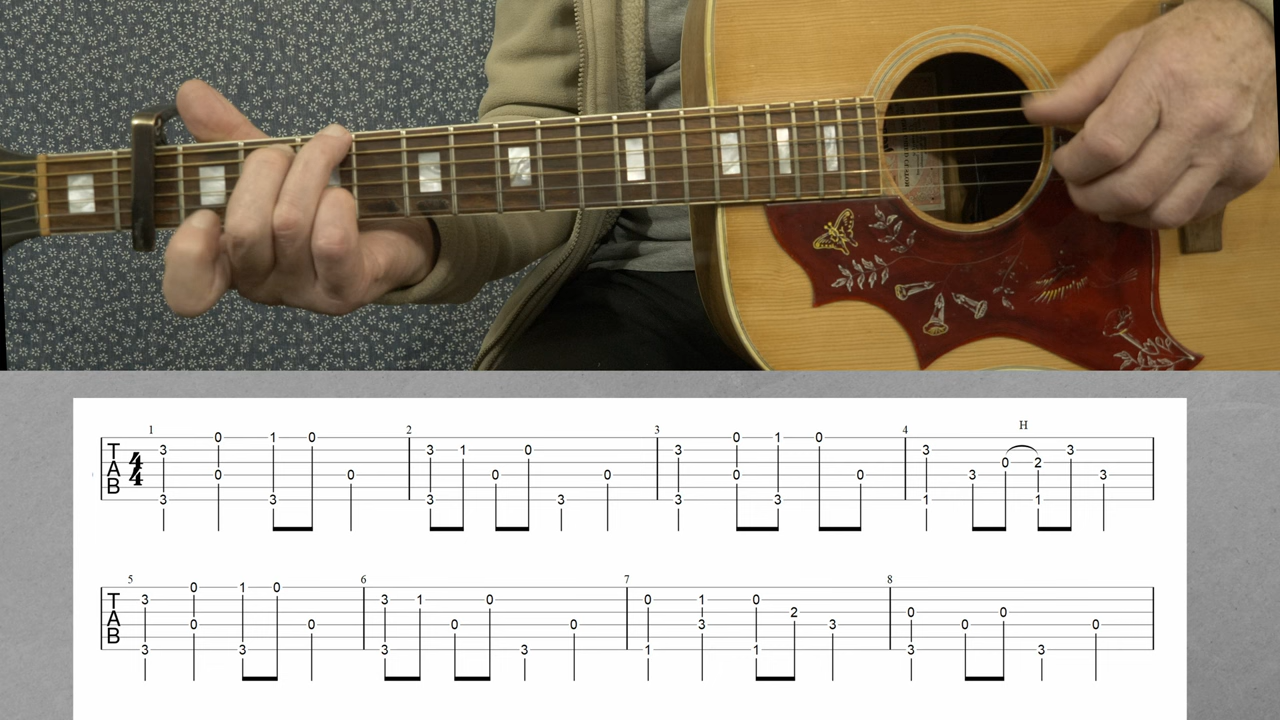 1 2 3 4 H
0 1 0 0 1 0
T 3 3 1 0 3 3 3
4 0 2
A 0 0 0 0 0 0 3 3
4
B
3 3 3 3 3 3 1 1
5 6 7 8
0 1 0
T 3 3 1 0 0 1 0
2 0 0
A 0 0 0 0 3 3 0 0
B
3 3 3 3 1 1 3 3